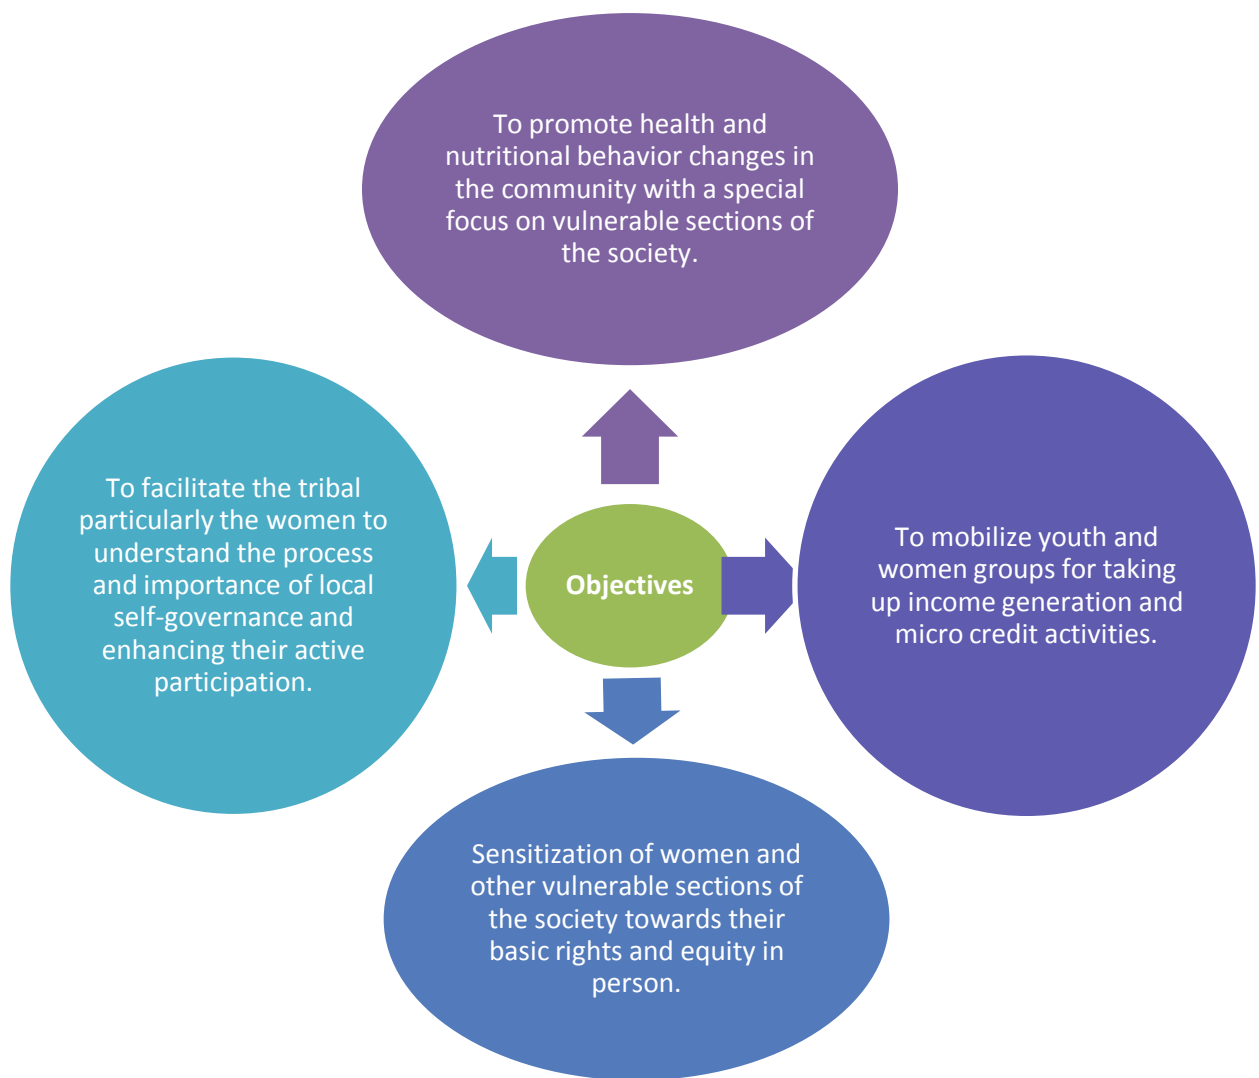 To promote health and
nutritional behavior changes in
the community with a special
focus on vulnerable sections of
the society.
To facilitate the tribal
particularly the women to
understand the process
and importance of local
self-governance and
enhancing their active
participation.
Objectives
To mobilize youth and
women groups for taking
up income generation and
micro credit activities.
Sensitization of women and
other vulnerable sections of
the society towards their
basic rights and equity in
person.